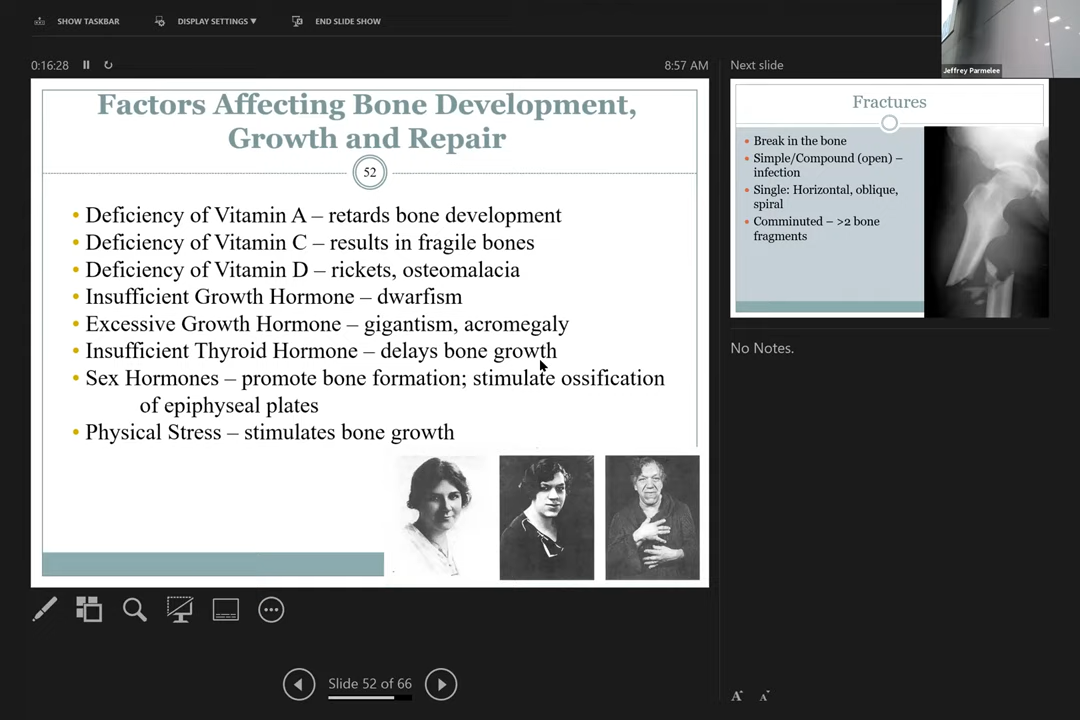 SHOW TASKBAR
DISPLAY SETTINGS ▼
END SLIDE SHOW
0:16:28
8:57 AM
Factors Affecting Bone Development,
Growth and Repair
52
• Deficiency of Vitamin A – retards bone development
• Deficiency of Vitamin C – results in fragile bones
• Deficiency of Vitamin D – rickets, osteomalacia
• Insufficient Growth Hormone – dwarfism
• Excessive Growth Hormone – gigantism, acromegaly
• Insufficient Thyroid Hormone – delays bone growth
• Sex Hormones – promote bone formation; stimulate ossification
of epiphyseal plates
• Physical Stress – stimulates bone growth
Slide 52 of 66
Jeffrey Parmelee
Next slide
Fractures
• Break in the bone
• Simple/Compound (open) –
infection
• Single: Horizontal, oblique,
spiral
• Comminuted – >2 bone
fragments
No Notes.
A A